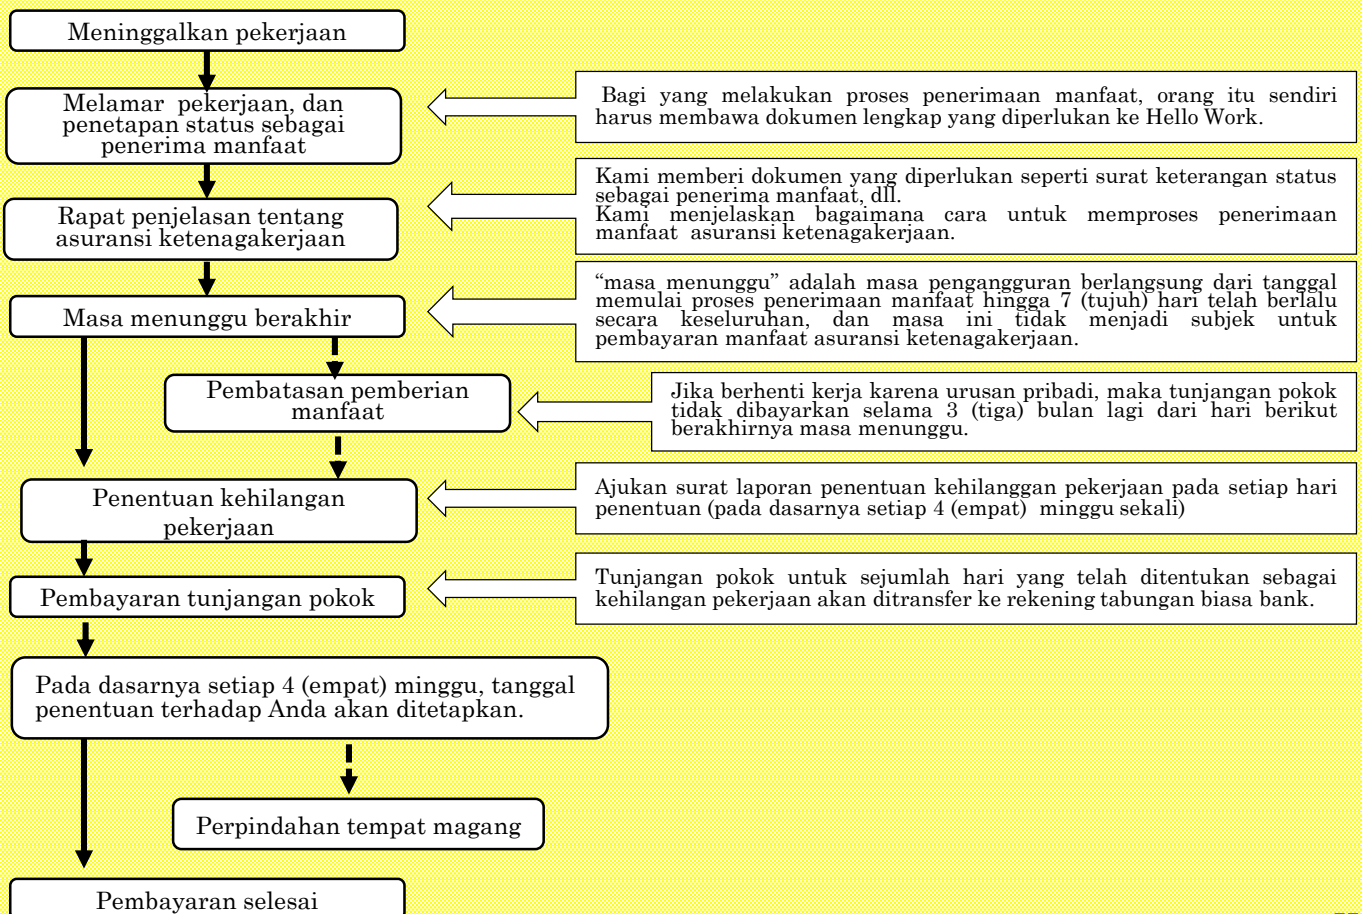 Meninggalkan pekerjaan
Melamar pekerjaan, dan
penetapan status sebagai
penerima manfaat
Bagi yang melakukan proses penerimaan manfaat, orang itu sendiri
harus membawa dokumen lengkap yang diperlukan ke Hello Work.
Rapat penjelasan tentang
asuransi ketenagakerjaan
Kami memberi dokumen yang diperlukan seperti surat keterangan status
sebagai penerima manfaat, dll.
Kami menjelaskan bagaimana cara untuk memproses penerimaan
manfaat asuransi ketenagakerjaan.
Masa menunggu berakhir
“masa menunggu” adalah masa pengangguran berlangsung dari tanggal
memulai proses penerimaan manfaat hingga 7 (tujuh) hari telah berlalu
secara keseluruhan, dan masa ini tidak menjadi subjek untuk
pembayaran manfaat asuransi ketenagakerjaan.
Pembatasan pemberian
manfaat
Jika berhenti kerja karena urusan pribadi, maka tunjangan pokok
tidak dibayarkan selama 3 (tiga) bulan lagi dari hari berikut
berakhirnya masa menunggu.
Penentuan kehilangan
pekerjaan
Ajukan surat laporan penentuan kehilanggan pekerjaan pada setiap hari
penentuan (pada dasarnya setiap 4 (empat) minggu sekali)
Pembayaran tunjangan pokok
Tunjangan pokok untuk sejumlah hari yang telah ditentukan sebagai
kehilangan pekerjaan akan ditransfer ke rekening tabungan biasa bank.
Pada dasarnya setiap 4 (empat) minggu, tanggal
penentuan terhadap Anda akan ditetapkan.
Perpindahan tempat magang
Pembayaran selesai